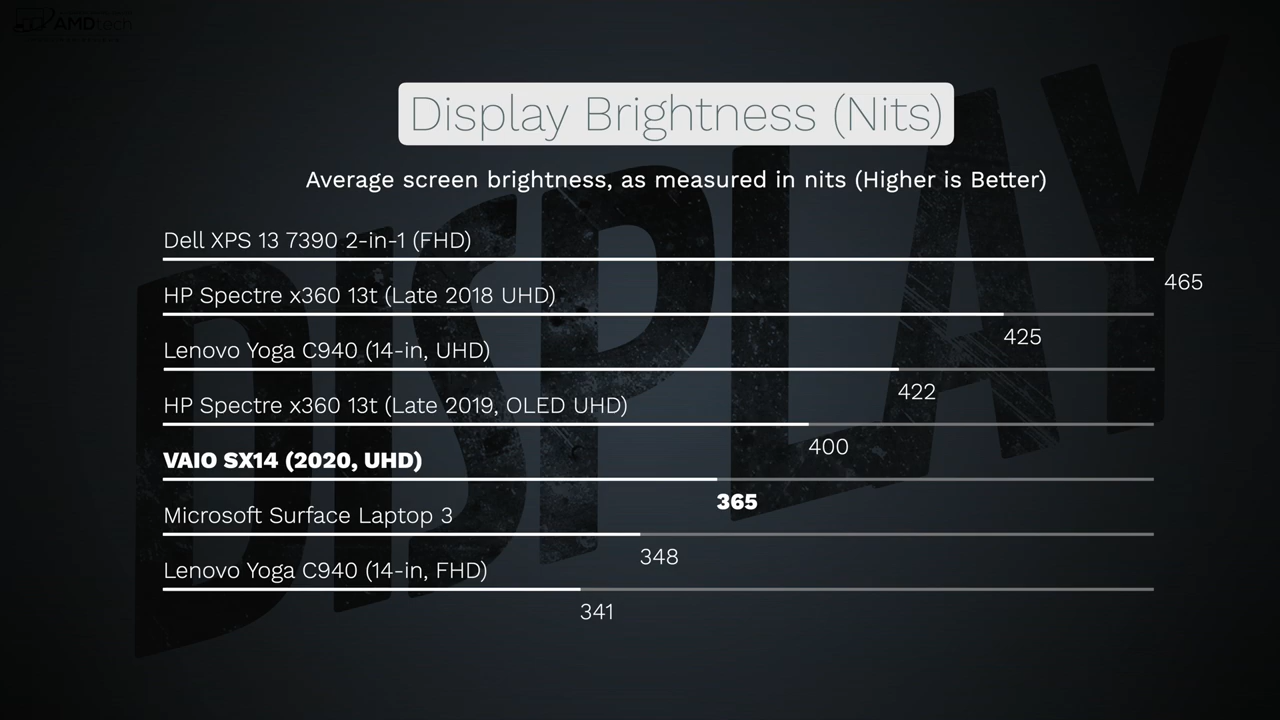 AMDtech
Display Brightness (Nits)
Average screen brightness, as measured in nits (Higher is Better)
Dell XPS 13 7390 2-in-1 (FHD)
465
HP Spectre x360 13t (Late 2018 UHD)
425
Lenovo Yoga C940 (14-in, UHD)
422
HP Spectre x360 13t (Late 2019, OLED UHD)
400
VAIO SX14 (2020, UHD)
365
Microsoft Surface Laptop 3
348
Lenovo Yoga C940 (14-in, FHD)
341
DISPLAY